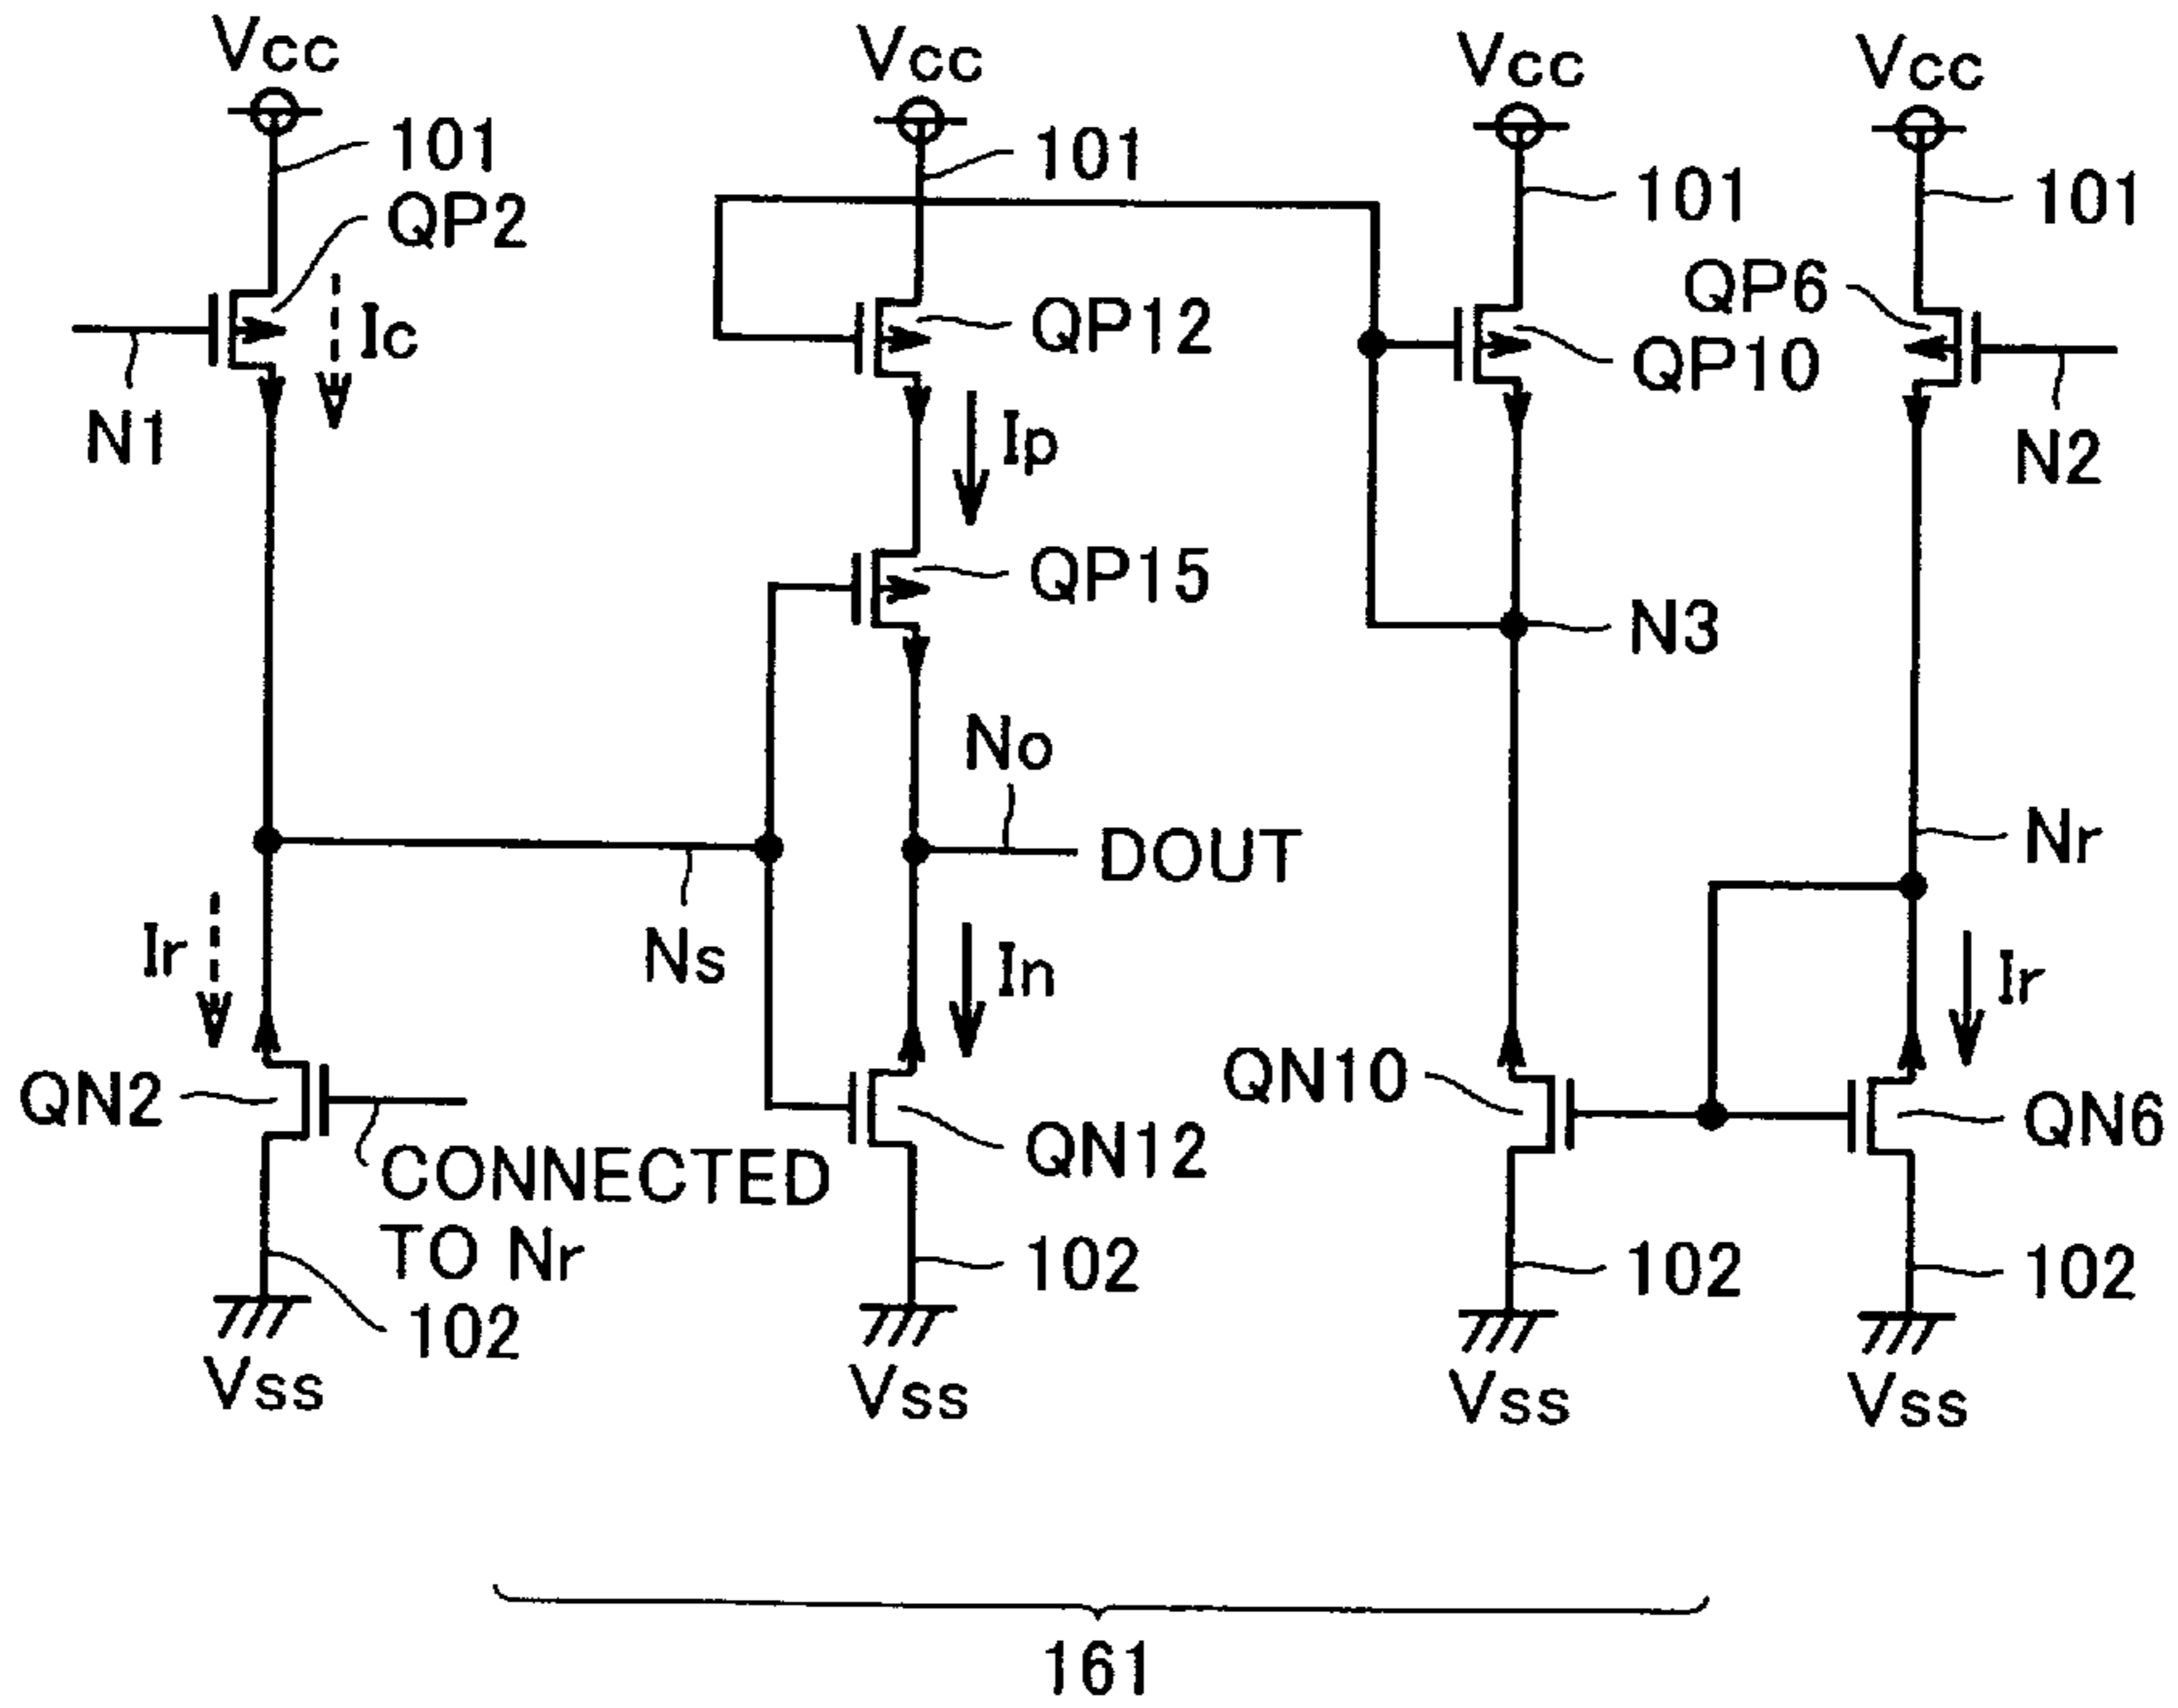 Vcc
Vcc
Vcc
Vcc
101
101
101
101
QP2
QP12
QP6
QP10
Ic
N1
Ip
N2
QP15
N3
No
DOUT
Nr
Ir
Ns
In
Ir
QN2
QN10
QN12
QN6
CONNECTED
TO Nr
102
102
102
102
Vss
Vss
Vss
Vss
161